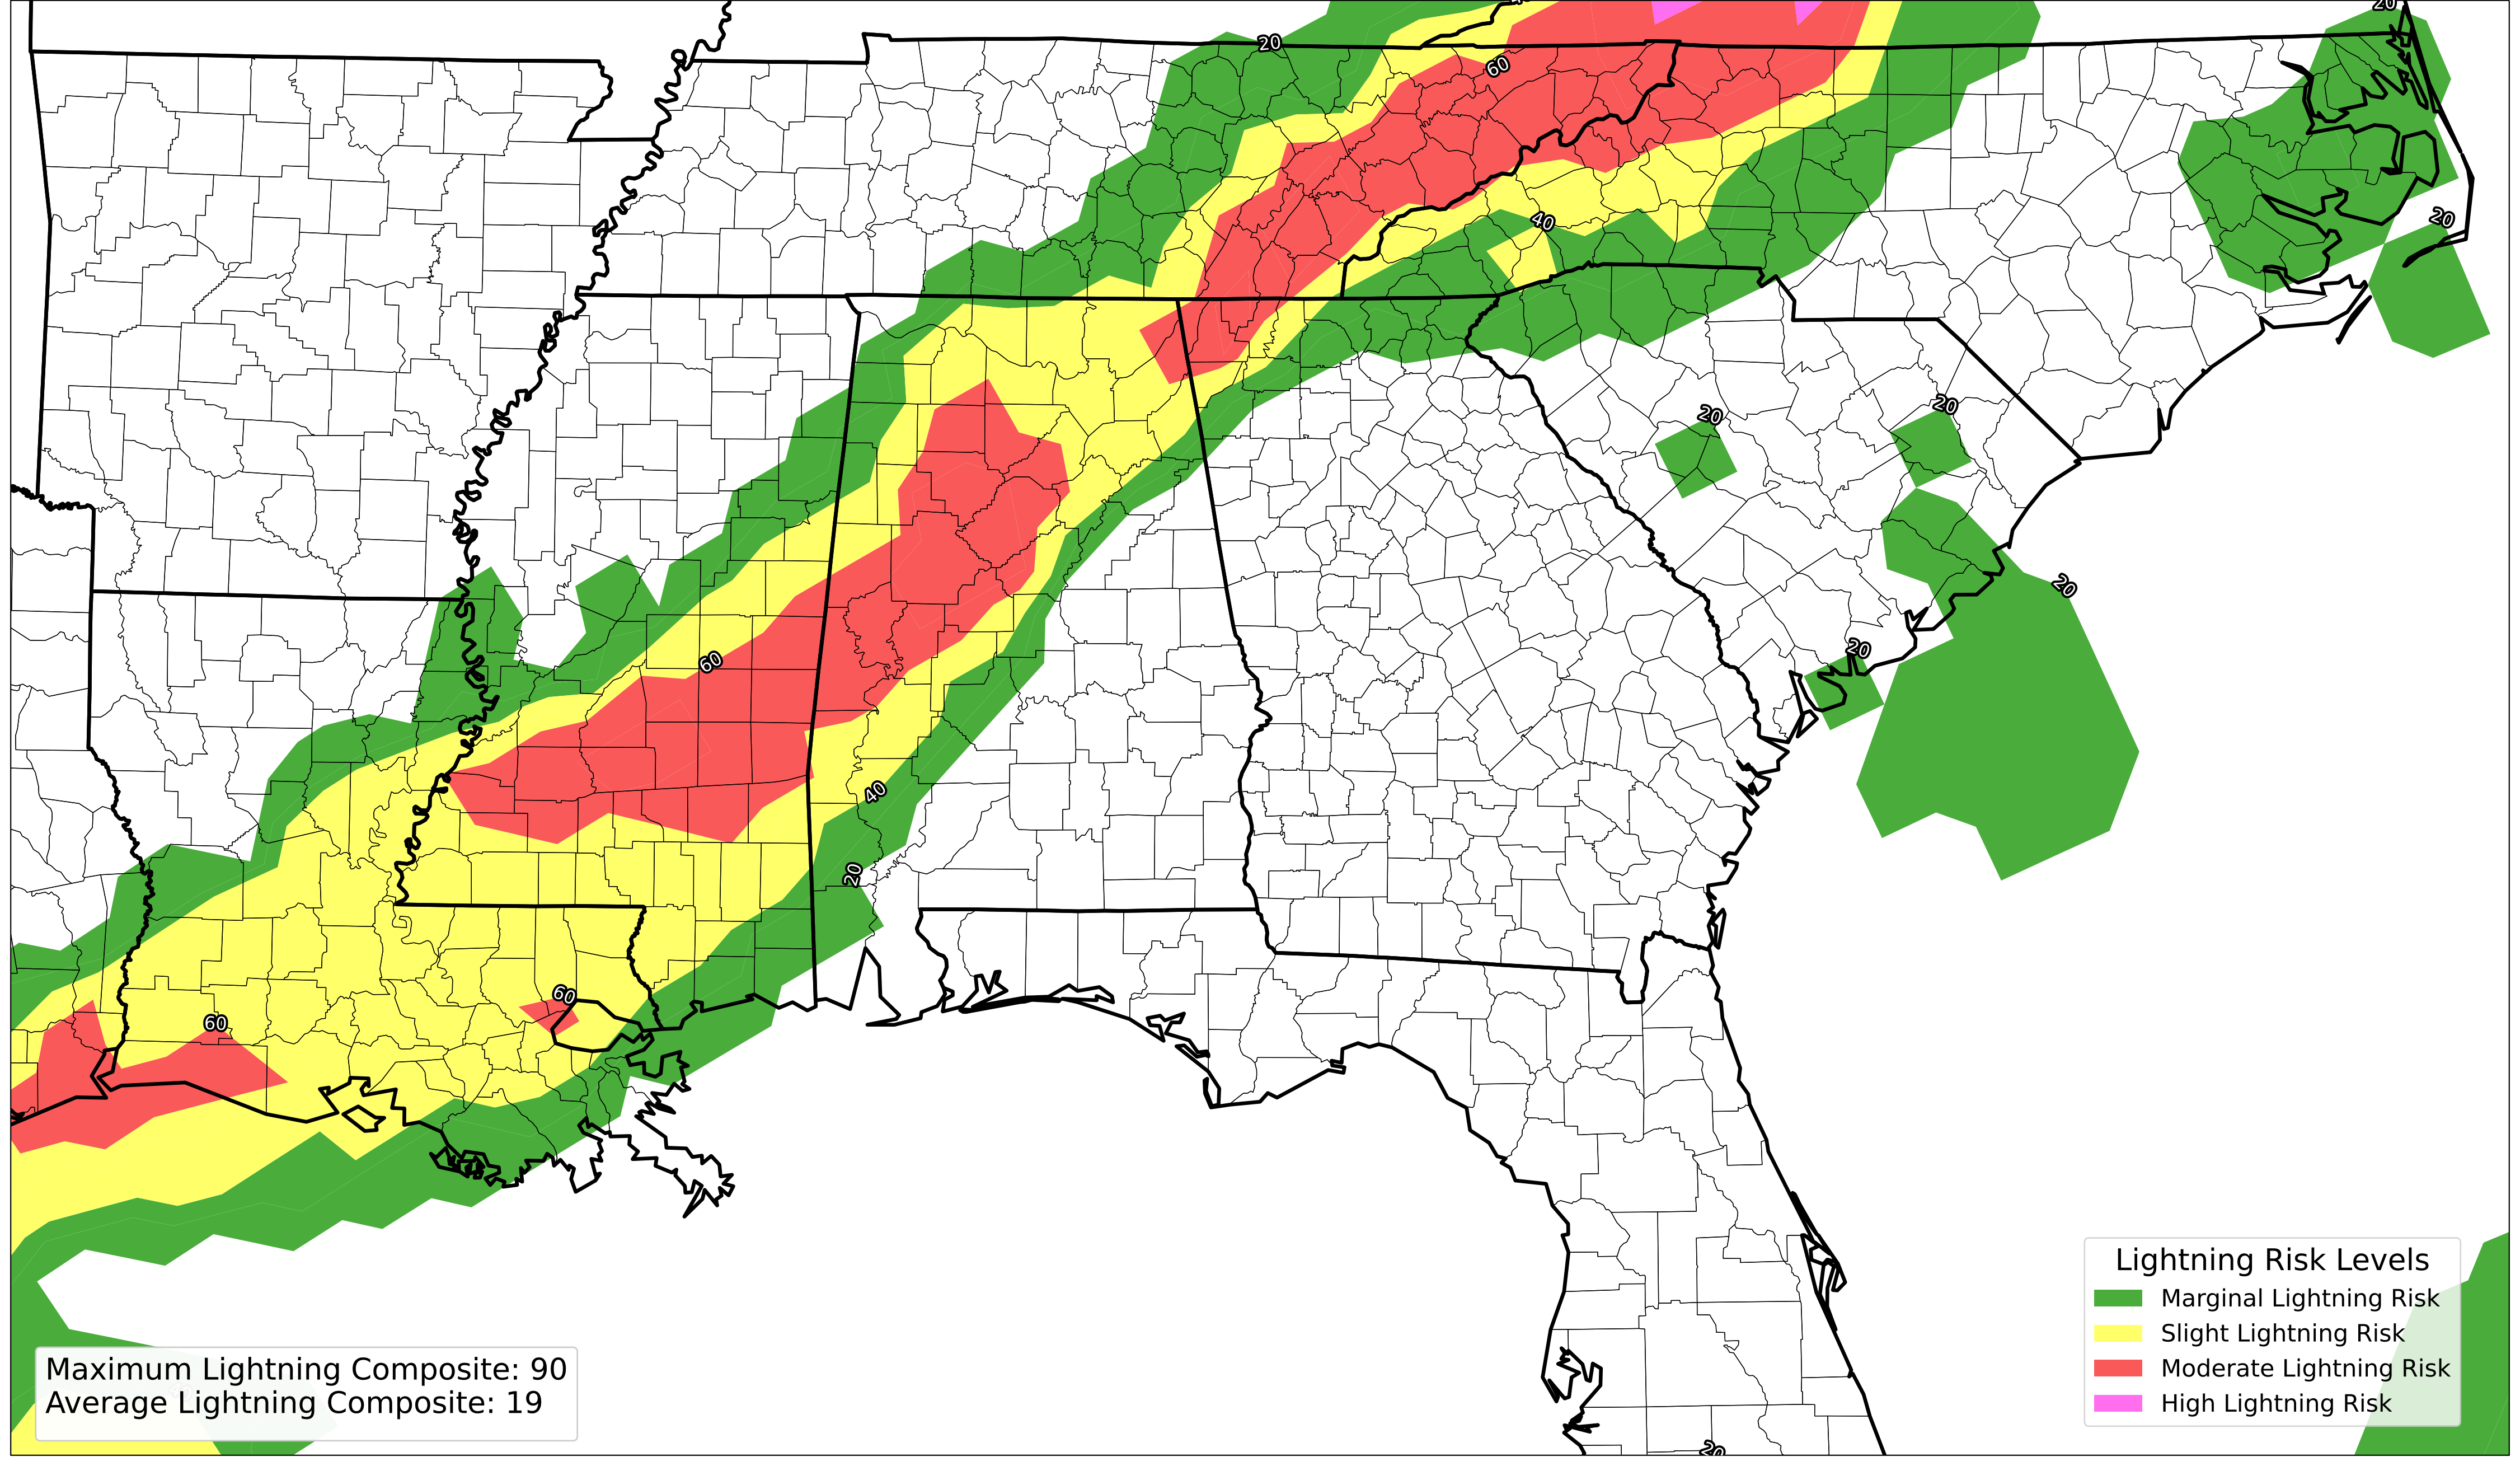 20
20
60
20
40
20
20
20
60
20
40
20
60
60
Lightning Risk Levels
Marginal Lightning Risk
Slight Lightning Risk
Moderate Lightning Risk
High Lightning Risk
Maximum Lightning Composite: 90
Average Lightning Composite: 19
20